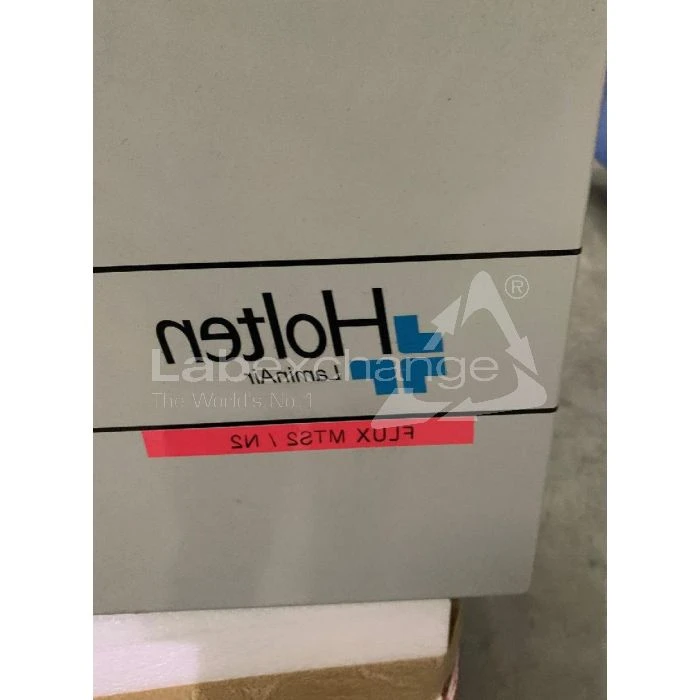 Holten
LaminAir
Labexchange ®
The World's No.1
FLUX MTS2 / N2